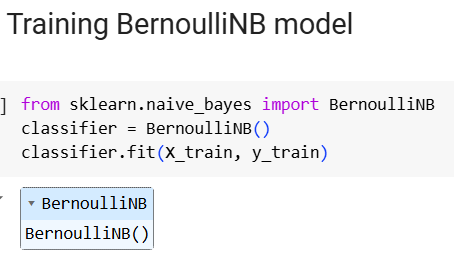 Training BernoulliNB model
] from sklearn.naive_bayes import BernoulliNB
classifier = BernoulliNB()
classifier.fit(X_train, y_train)
▾ BernoulliNB
BernoulliNB()